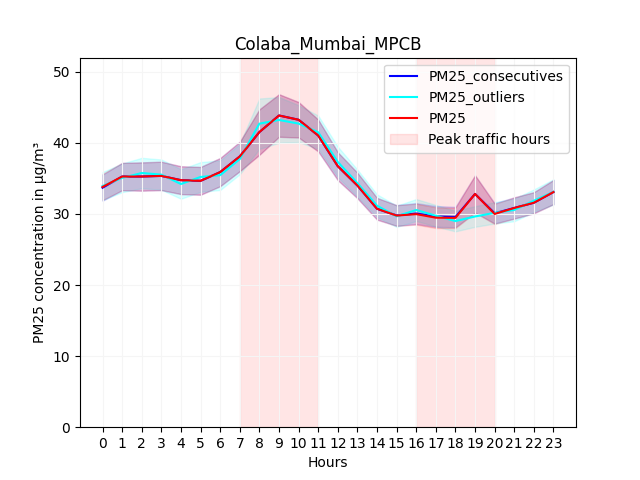 Colaba_Mumbai_MPCB
PM25_consecutives
PM25_outliers
PM25
Peak traffic hours
PM25 concentration in µg/m³
50
40
30
20
10
0
0 1 2 3 4 5 6 7 8 9 10 11 12 13 14 15 16 17 18 19 20 21 22 23
Hours